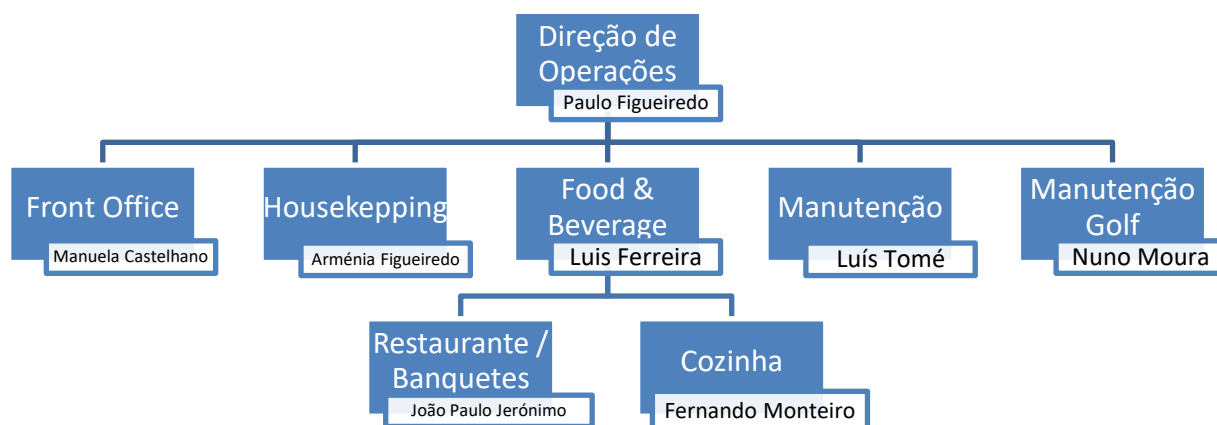 Direção de
Operações
Paulo Figueiredo
Front Office
Manuela Castelhano
Housekepping
Arménia Figueiredo
Food &
Beverage
Luis Ferreira
Manutenção
Luís Tomé
Manutenção
Golf
Nuno Moura
Restaurante /
Banquetes
João Paulo Jerónimo
Cozinha
Fernando Monteiro